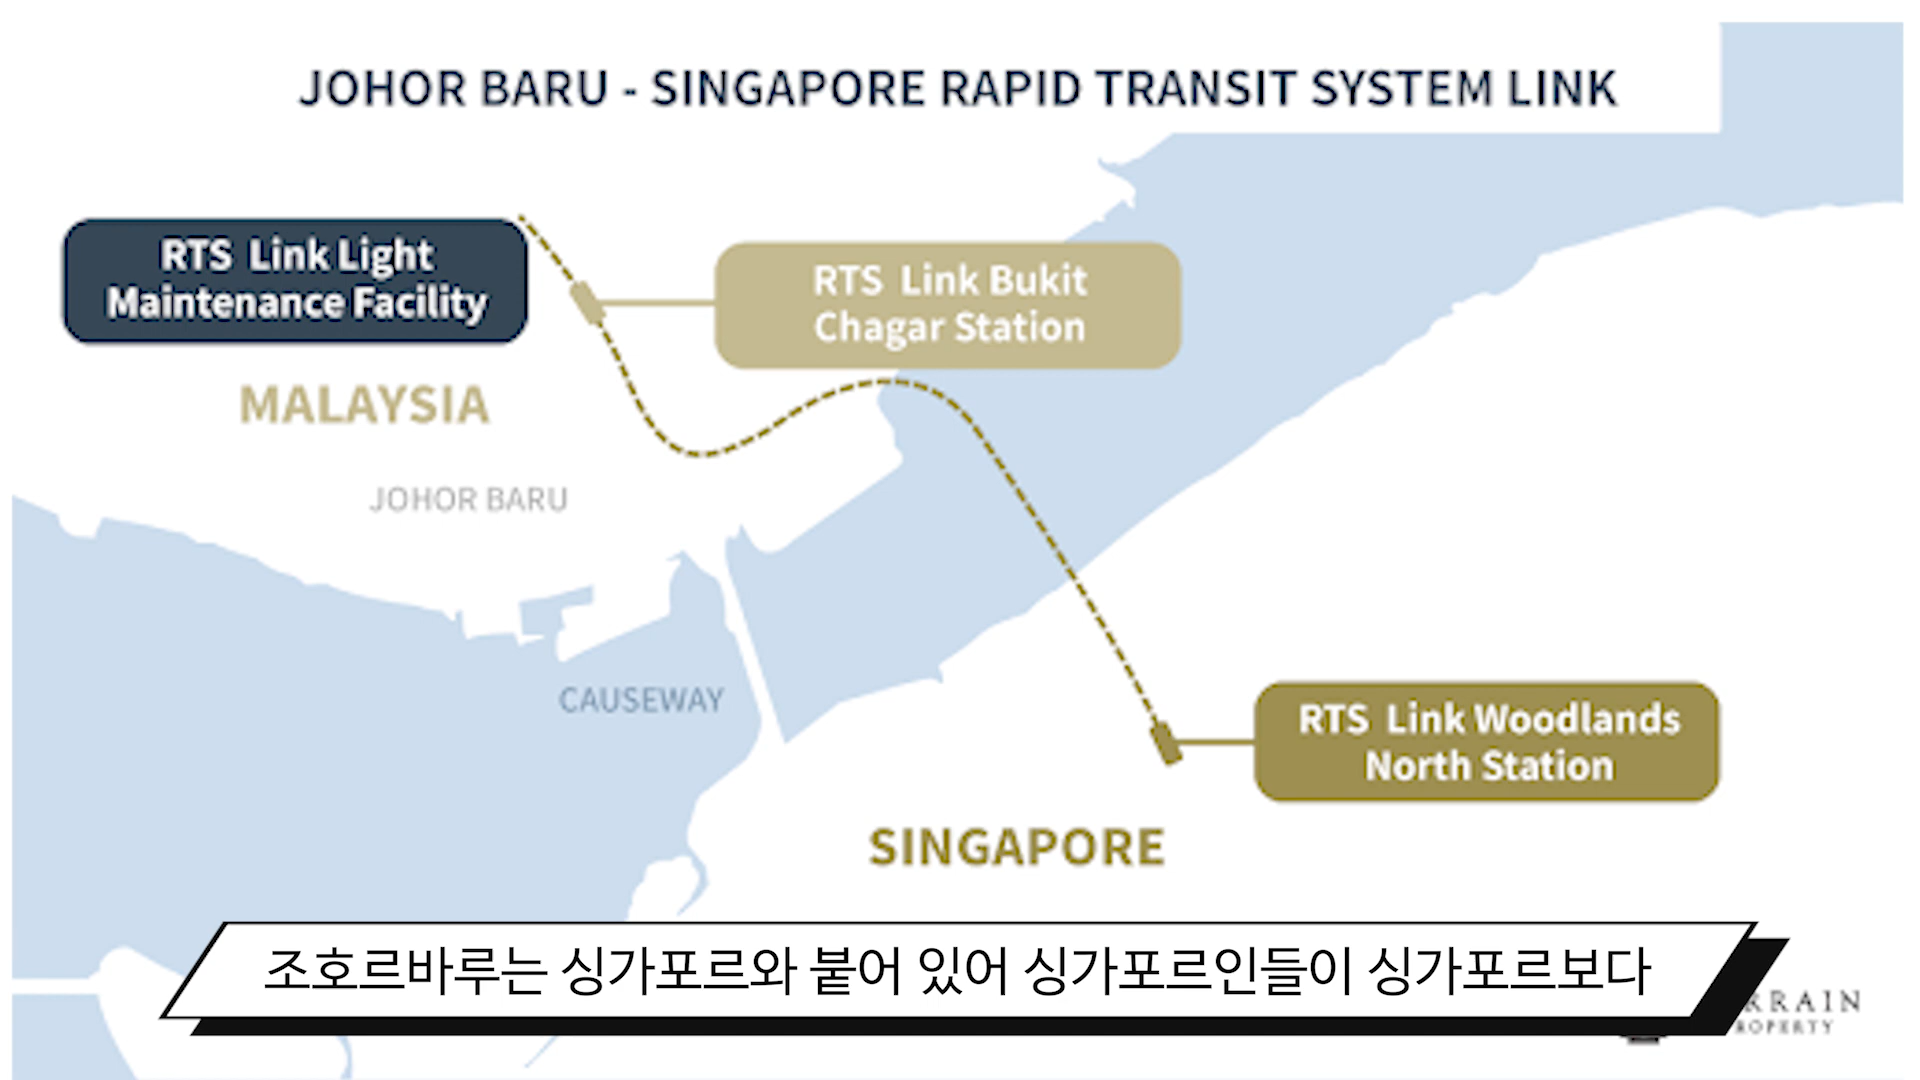 JOHOR BARU - SINGAPORE RAPID TRANSIT SYSTEM LINK
RTS Link Light
Maintenance Facility
RTS Link Bukit
Chagar Station
MALAYSIA
JOHOR BARU
CAUSEWAY
RTS Link Woodlands
North Station
SINGAPORE
조호르바루는 싱가포르와 붙어 있어 싱가포르인들이 싱가포르보다